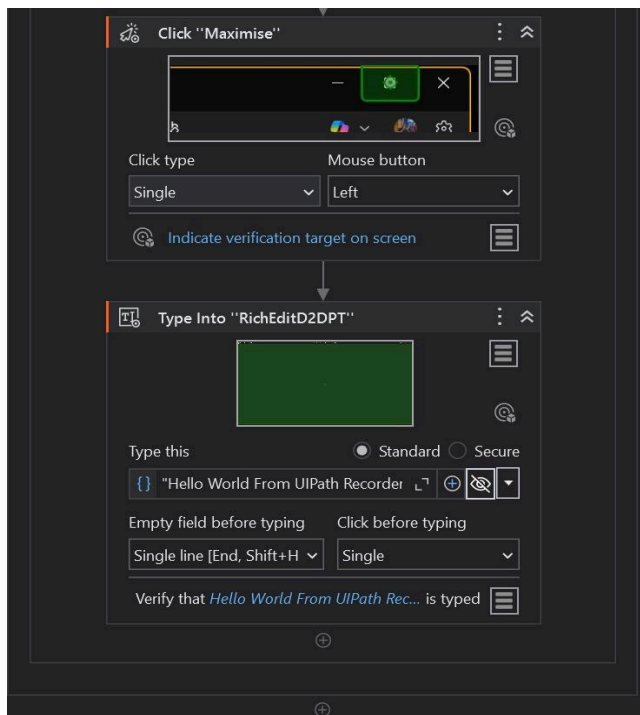 Click "Maximise"
Click type Mouse button
Single Left
Indicate verification target on screen
TI Type Into "RichEditD2DPT"
Type this Standard Secure
{} "Hello World From UIPath Recorder
Empty field before typing Click before typing
Single line [End, Shift+H Single
Verify that Hello World From UIPath Rec... is typed